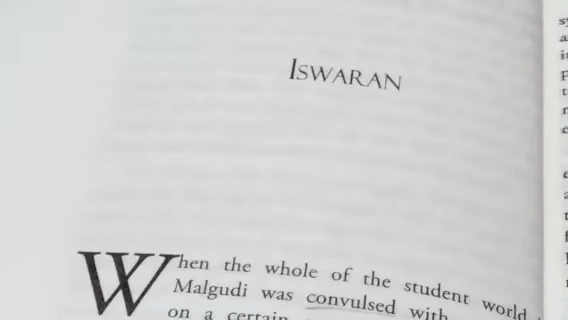 ISWARAN
When the whole of the student world
Malgudi was convulsed with
on a certain